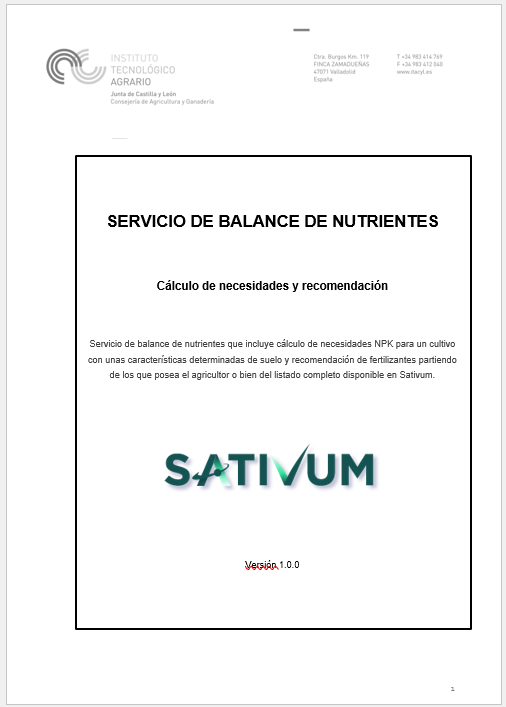 INSTITUTO
TECNOLÓGICO
AGRARIO
Junta de Castilla y León
Consejería de Agricultura y Ganadería
Ctra. Burgos Km. 119
FINCA ZAMADUEÑAS
47071 Valladolid
España
T +34 983 414 769
F +34 983 412 040
www.itacyl.es
SERVICIO DE BALANCE DE NUTRIENTES
Cálculo de necesidades y recomendación
Servicio de balance de nutrientes que incluye cálculo de necesidades NPK para un cultivo
con unas características determinadas de suelo y recomendación de fertilizantes partiendo
de los que posea el agricultor o bien del listado completo disponible en Sativum.
SATIVUM
Versión 1.0.0
1